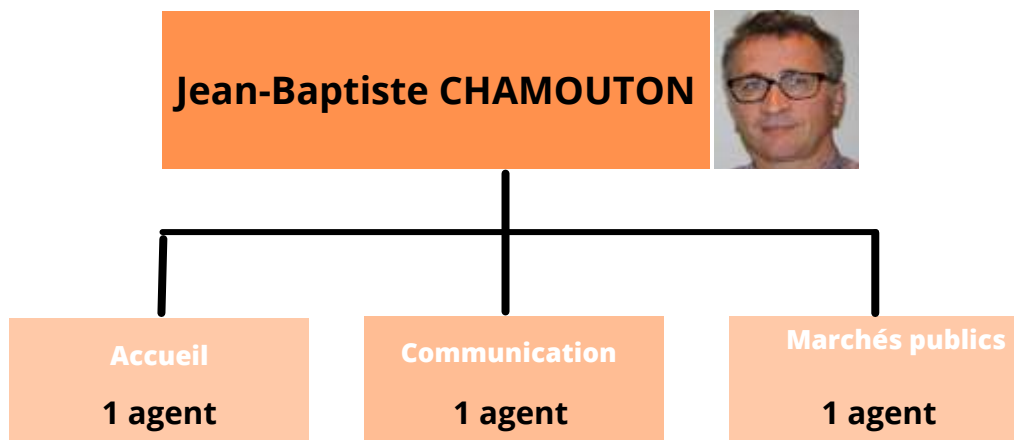 Jean-Baptiste CHAMOUTON
Accueil
1 agent
Communication
1 agent
Marchés publics
1 agent